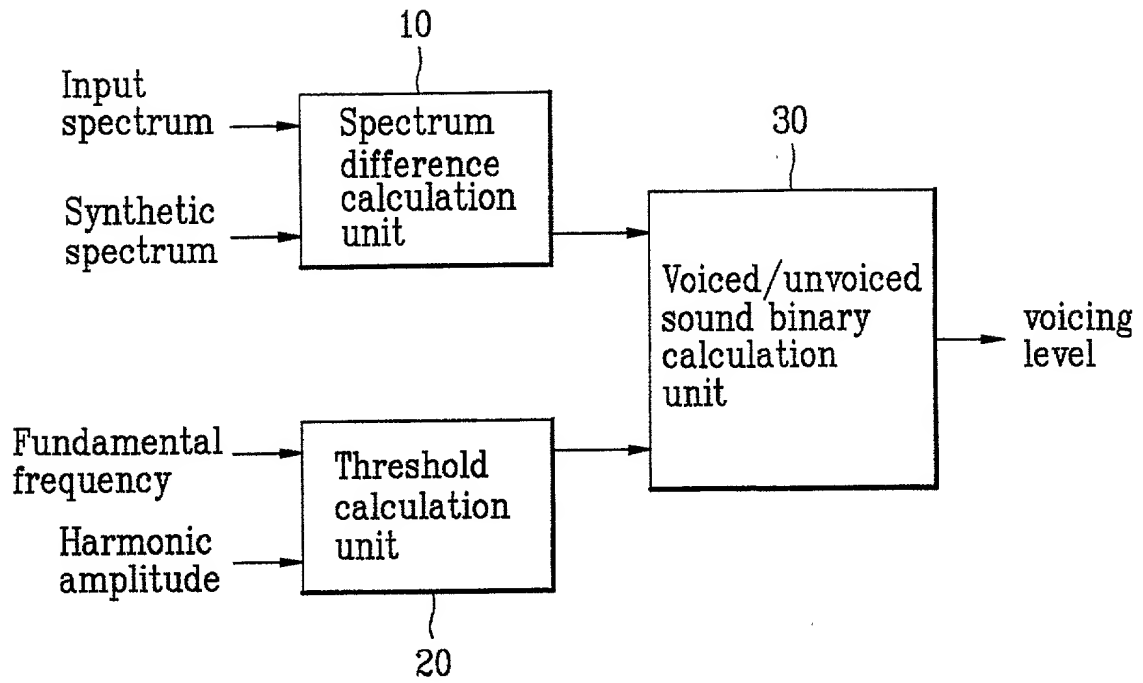 10
Input
spectrum
Spectrum
difference
calculation
unit
Synthetic
spectrum
30
Voiced/unvoiced
sound binary
calculation
unit
voicing
level
Fundamental
frequency
Threshold
calculation
unit
Harmonic
amplitude
20